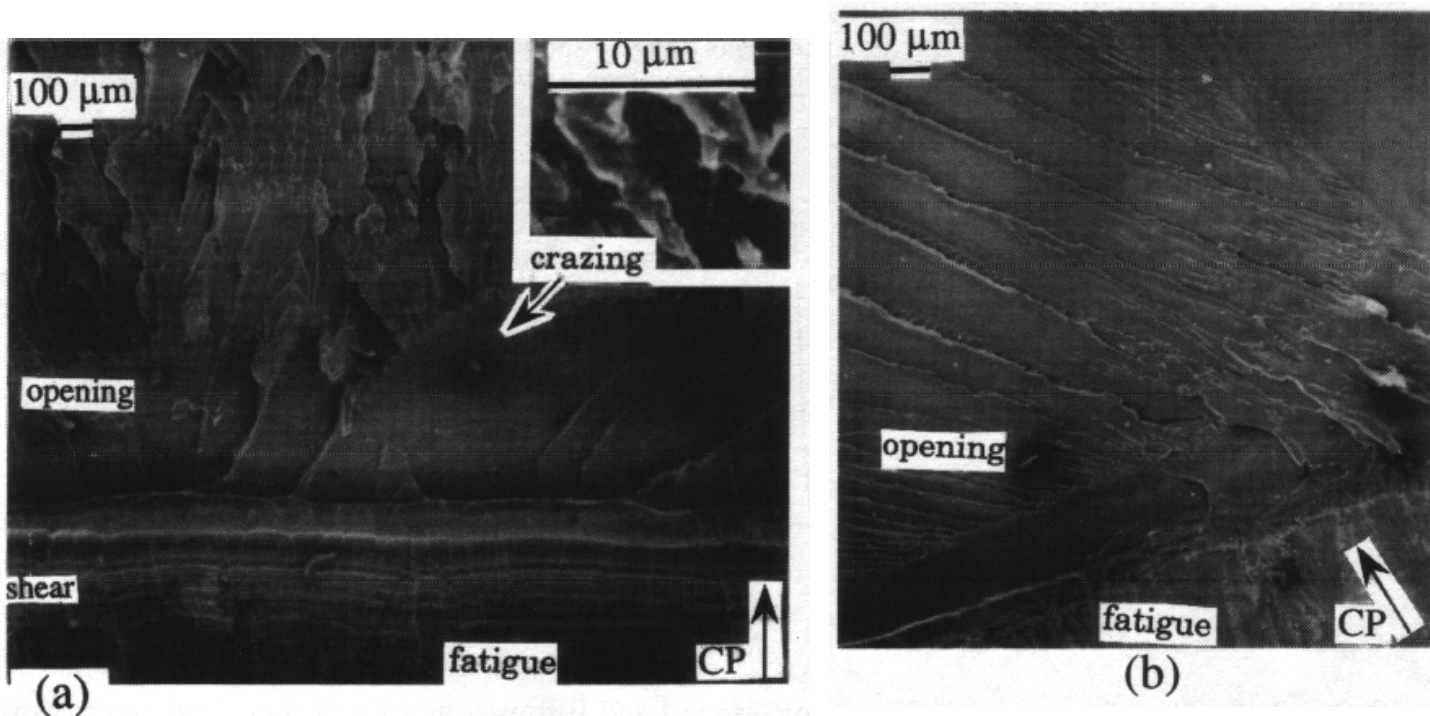 100 μm
10 μm
crazing
opening
shear
fatigue
CP
(a)
100 μm
opening
fatigue
CP
(b)